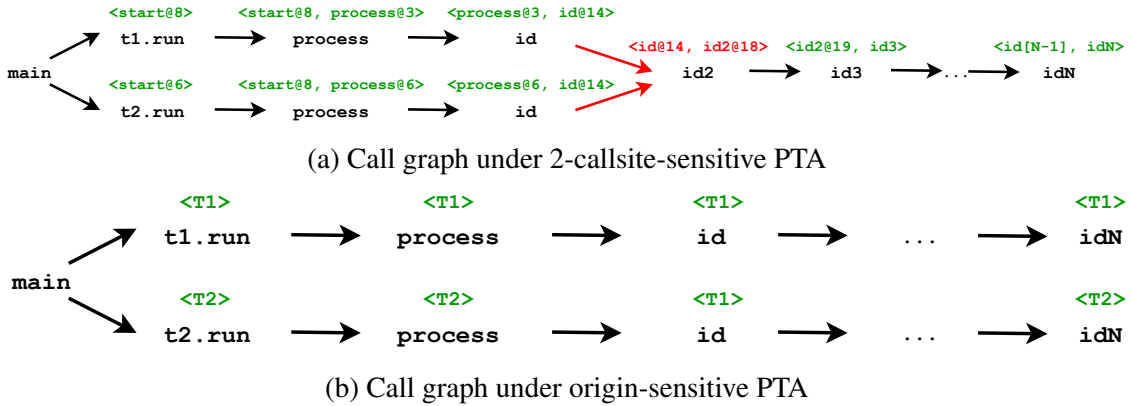 <start@8> <start@8, process@3> <process@3, id@14>
t1.run process id
<id@14, id2@18> <id2@19, id3> <id[N-1], idN>
main id2 id3 ... idN
<start@6> <start@8, process@6> <process@6, id@14>
t2.run process id
(a) Call graph under 2-callsite-sensitive PTA
<T1> <T1> <T1> <T1>
t1.run process id ... idN
main
<T2> <T2> <T1> <T2>
t2.run process id ... idN
(b) Call graph under origin-sensitive PTA